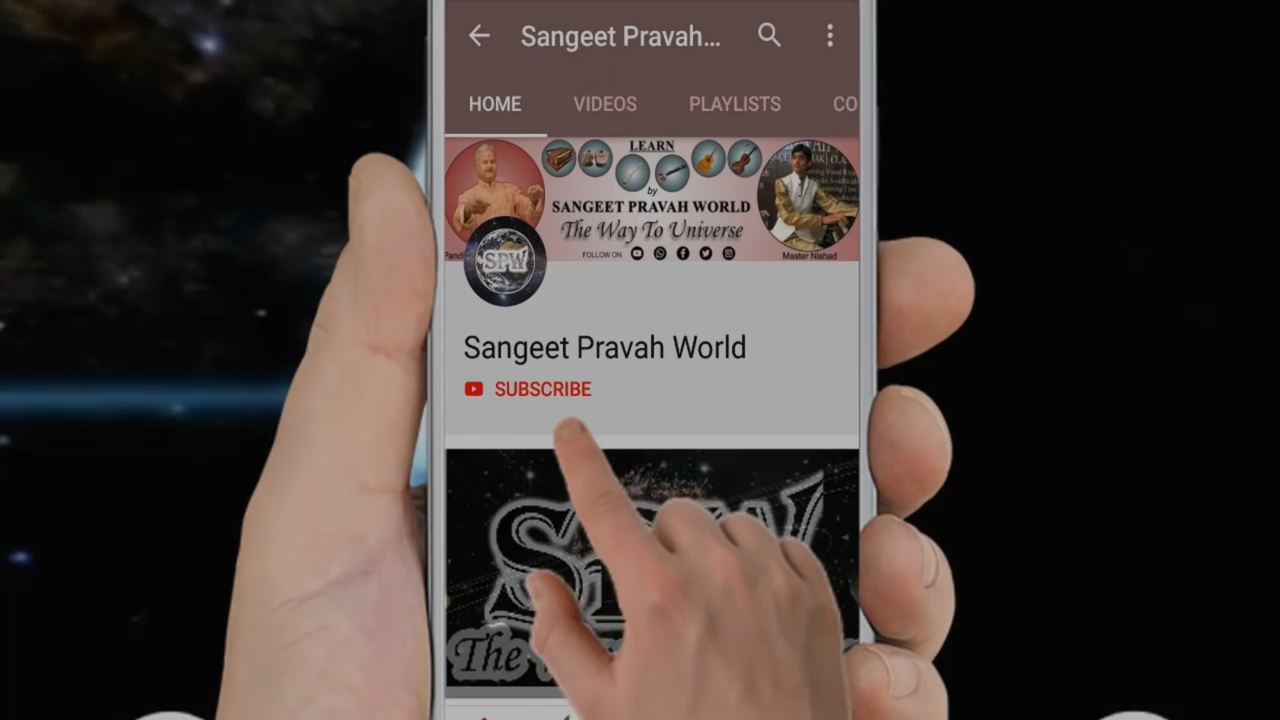 Sangeet Pravah...
HOME VIDEOS PLAYLISTS CO
LEARN
by
SANGEET PRAVAH WORLD
The Way To Universe
FOLLOW ON
Pand
Master Nishad
SPW
Sangeet Pravah World
SUBSCRIBE
The